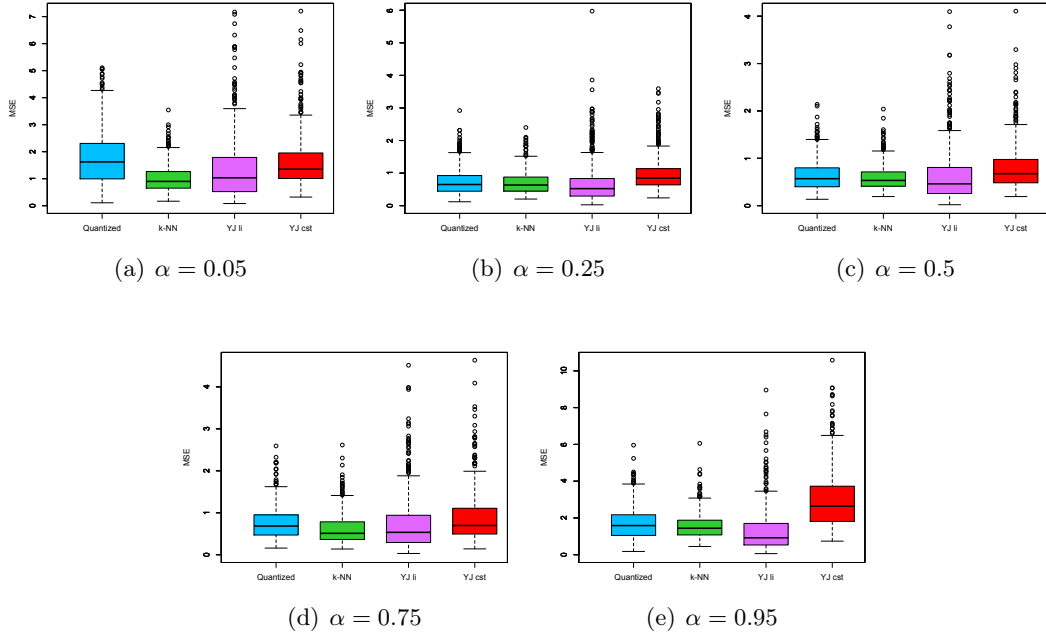 MSE
0 1 2 3 4 5 6 7
Quantized k-NN YJ li YJ cst
(a) α = 0.05
MSE
0 1 2 3 4 5 6
Quantized k-NN YJ li YJ cst
(b) α = 0.25
MSE
0 1 2 3 4
Quantized k-NN YJ li YJ cst
(c) α = 0.5
MSE
0 1 2 3 4
Quantized k-NN YJ li YJ cst
(d) α = 0.75
MSE
0 2 4 6 8 10
Quantized k-NN YJ li YJ cst
(e) α = 0.95